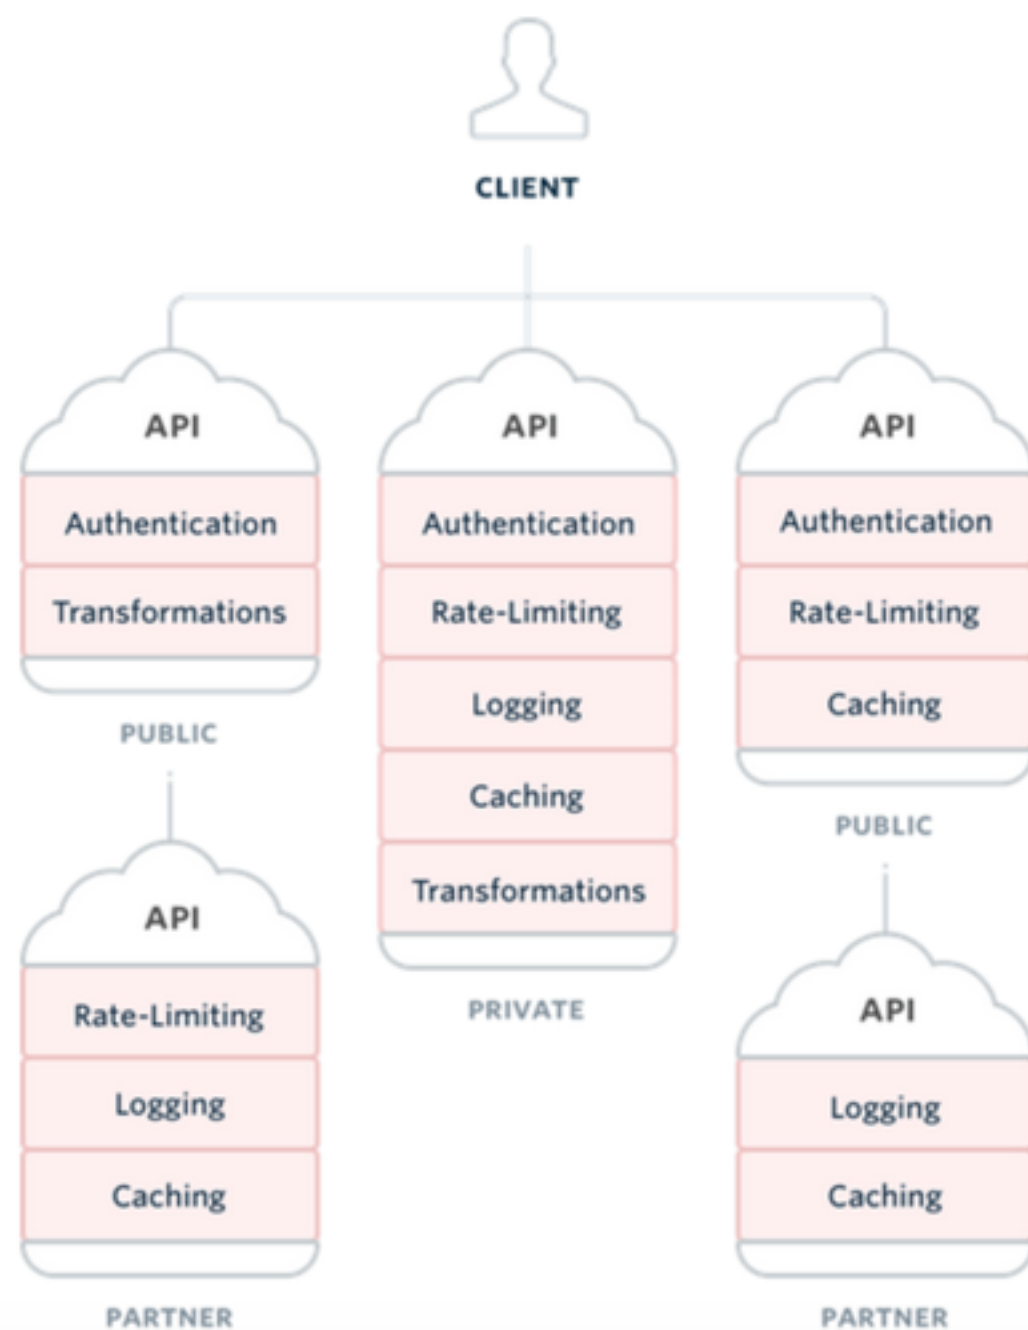 CLIENT
API
Authentication
Transformations
PUBLIC
API
Rate-Limiting
Logging
Caching
PARTNER
API
Authentication
Rate-Limiting
Logging
Caching
Transformations
PRIVATE
API
Authentication
Rate-Limiting
Caching
PUBLIC
API
Logging
Caching
PARTNER